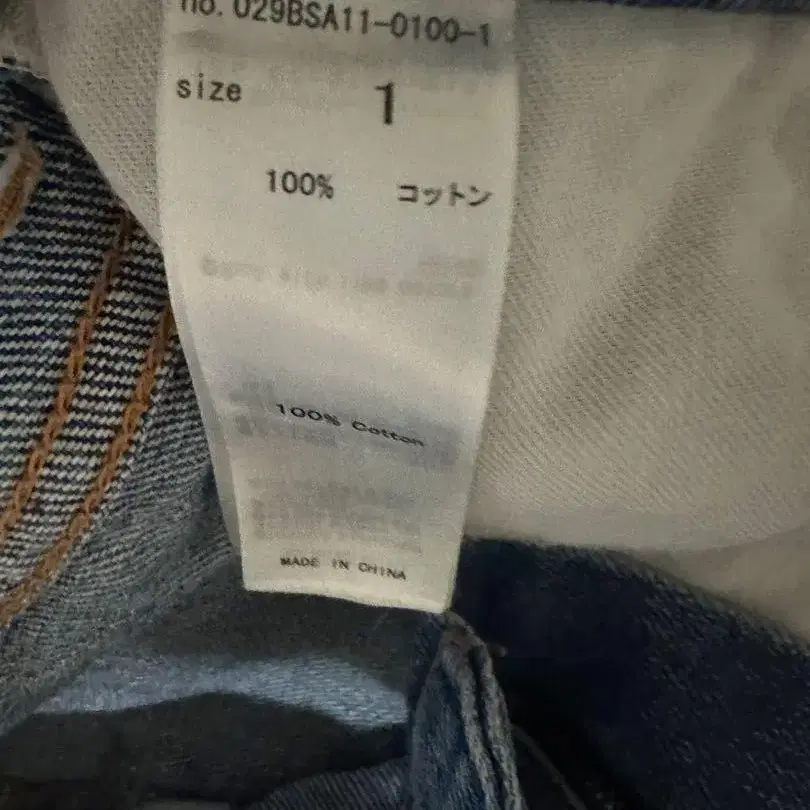 no. 029BSA11-0100-1
size 1
100% コットン
100% Cotton
MADE IN CHINA